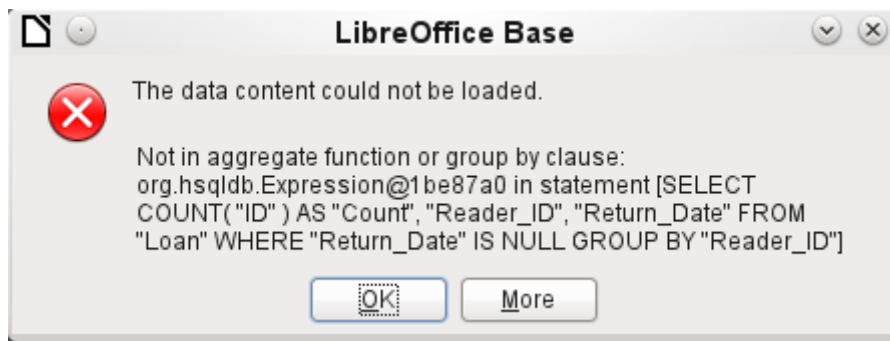 LibreOffice Base
The data content could not be loaded.
Not in aggregate function or group by clause:
org.hsqldb.Expression@1be87a0 in statement [SELECT
COUNT( "ID" ) AS "Count", "Reader_ID", "Return_Date" FROM
"Loan" WHERE "Return_Date" IS NULL GROUP BY "Reader_ID"]
OK
More